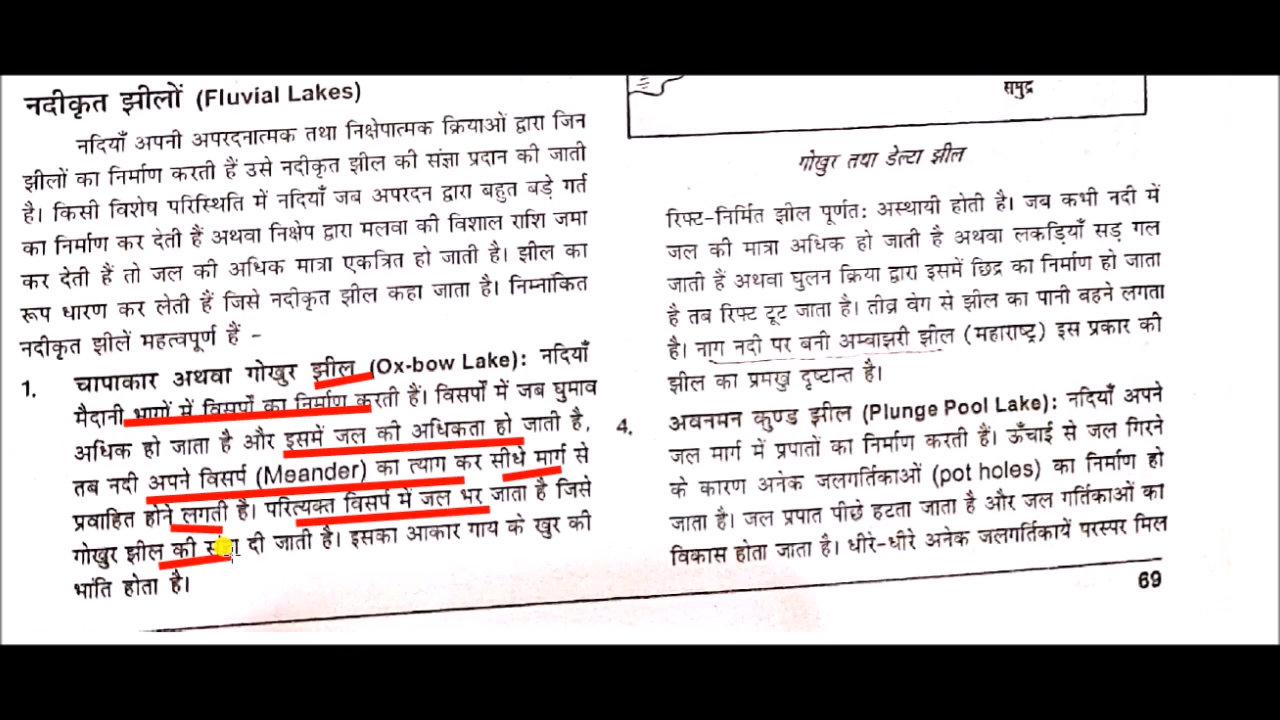 नदीकृत झीलों (Fluvial Lakes)
नदियाँ अपनी अपरदनात्मक तथा निक्षेपात्मक क्रियाओं द्वारा जिन
झीलों का निर्माण करती हैं उसे नदीकृत झील की संज्ञा प्रदान की जाती
है। किसी विशेष परिस्थिति में नदियाँ जब अपरदन द्वारा बहुत बड़े गर्त
का निर्माण कर देती हैं अथवा निक्षेप द्वारा मलवा की विशाल राशि जमा
कर देती हैं तो जल की अधिक मात्रा एकत्रित हो जाती है। झील का
रूप धारण कर लेती हैं जिसे नदीकृत झील कहा जाता है। निम्नांकित
नदीकृत झीलें महत्वपूर्ण हैं -
1. चापाकार अथवा गोखुर झील (Ox-bow Lake): नदियाँ
मैदानी भागों में विसर्पों का निर्माण करती हैं। विसर्पों में जब घुमाव
अधिक हो जाता है और इसमें जल की अधिकता हो जाती है,
तब नदी अपने विसर्प (Meander) का त्याग कर सीधे मार्ग से
प्रवाहित होने लगती है। परित्यक्त विसर्प में जल भर जाता है जिसे
गोखुर झील की दी जाती है। इसका आकार गाय के खुर की
भांति होता है।
समुद्र
गोखुर तथा डेल्टा झील
रिफ्ट-निर्मित झील पूर्णतः अस्थायी होती है। जब कभी नदी में
जल की मात्रा अधिक हो जाती है अथवा लकड़ियाँ सड़ गल
जाती हैं अथवा घुलन क्रिया द्वारा इसमें छिद्र का निर्माण हो जाता
है तब रिफ्ट टूट जाता है। तीव्र वेग से झील का पानी बहने लगता
है। नाग नदी पर बनी अम्बाझरी झील (महाराष्ट्र) इस प्रकार की
झील का प्रमुख दृष्टान्त है।
4. अवनमन कुण्ड झील (Plunge Pool Lake): नदियाँ अपने
जल मार्ग में प्रपातों का निर्माण करती हैं। ऊँचाई से जल गिरने
के कारण अनेक जलगर्तिकाओं (pot holes) का निर्माण हो
जाता है। जल प्रपात पीछे हटता जाता है और जल गर्तिकाओं का
विकास होता जाता है। धीरे-धीरे अनेक जलगर्तिकायें परस्पर मिल
69